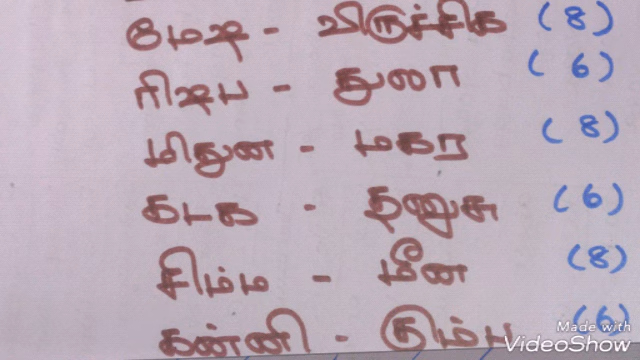 மேஷ - விருச்சிக (8)
ரிஷப - துலா (6)
மிதுன - மகர (8)
கடக - தனுசு (6)
சிம்ம - மீன (8)
கன்னி - கும்ப (6)
Made with
VideoShow